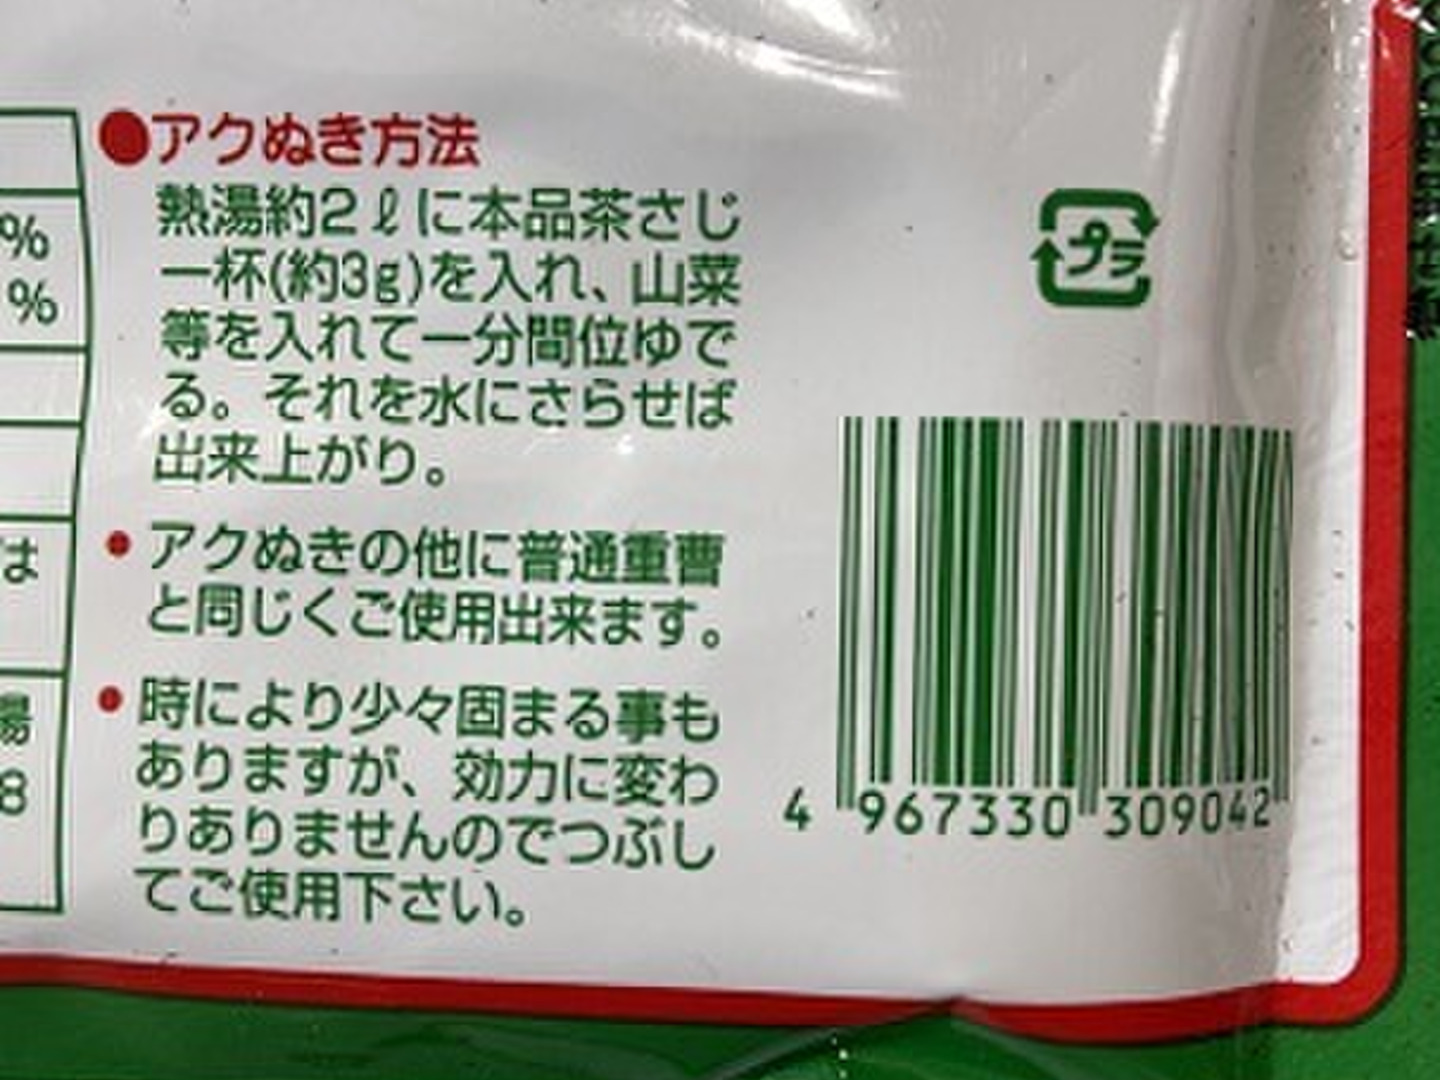 %
%
は
場
8
●アクぬき方法
熱湯約2ℓに本品茶さじ
一杯(約3g)を入れ、山菜
等を入れて一分間位ゆで
る。それを水にさらせば
出来上がり。
・アクぬきの他に普通重曹
と同じくご使用出来ます。
・時により少々固まる事も
ありますが、効力に変わ
りありませんのでつぶし
てご使用下さい。
プラ
4 967330 309042